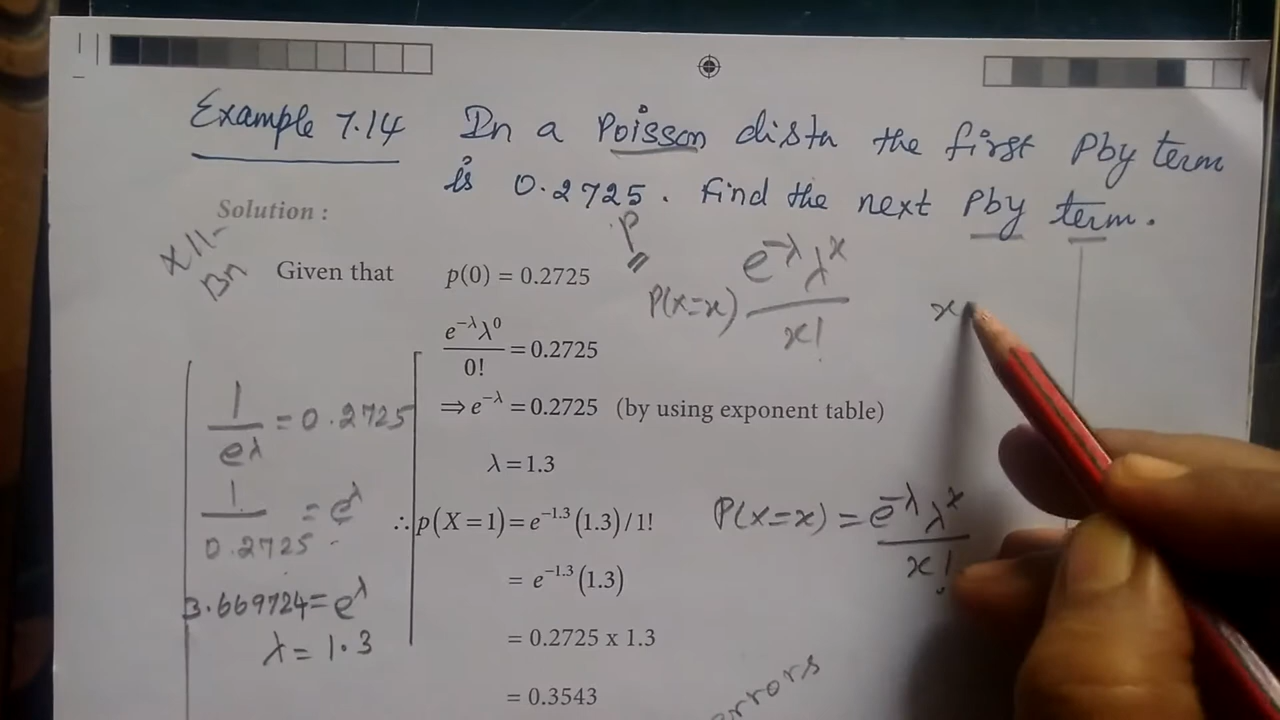 Example 7.14 In a Poisson distn the first Pby term
is 0.2725. Find the next Pby term.
Solution :
XII-
Bn
P
Given that p(0) = 0.2725
P(X=x) e^-λ λ^x / x!
x
e^-λ λ^0 / 0! = 0.2725
⇒ e^-λ = 0.2725 (by using exponent table)
1 / e^λ = 0.2725
λ = 1.3
1 / 0.2725 = e^λ
∴ p(X = 1) = e^-1.3 (1.3) / 1!
P(X=x) = e^-λ λ^x / x!
= e^-1.3 (1.3)
3.669724 = e^λ
λ = 1.3
= 0.2725 x 1.3
= 0.3543
errors